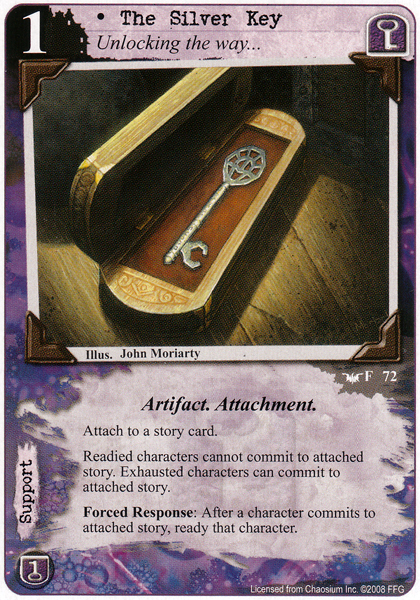 1
• The Silver Key
Unlocking the way...
Illus. John Moriarty
F 72
Artifact. Attachment.
Attach to a story card.
Readied characters cannot commit to attached
story. Exhausted characters can commit to
attached story.
Forced Response: After a character commits to
attached story, ready that character.
Support
1
Licensed from Chaosium Inc. ©2008 FFG